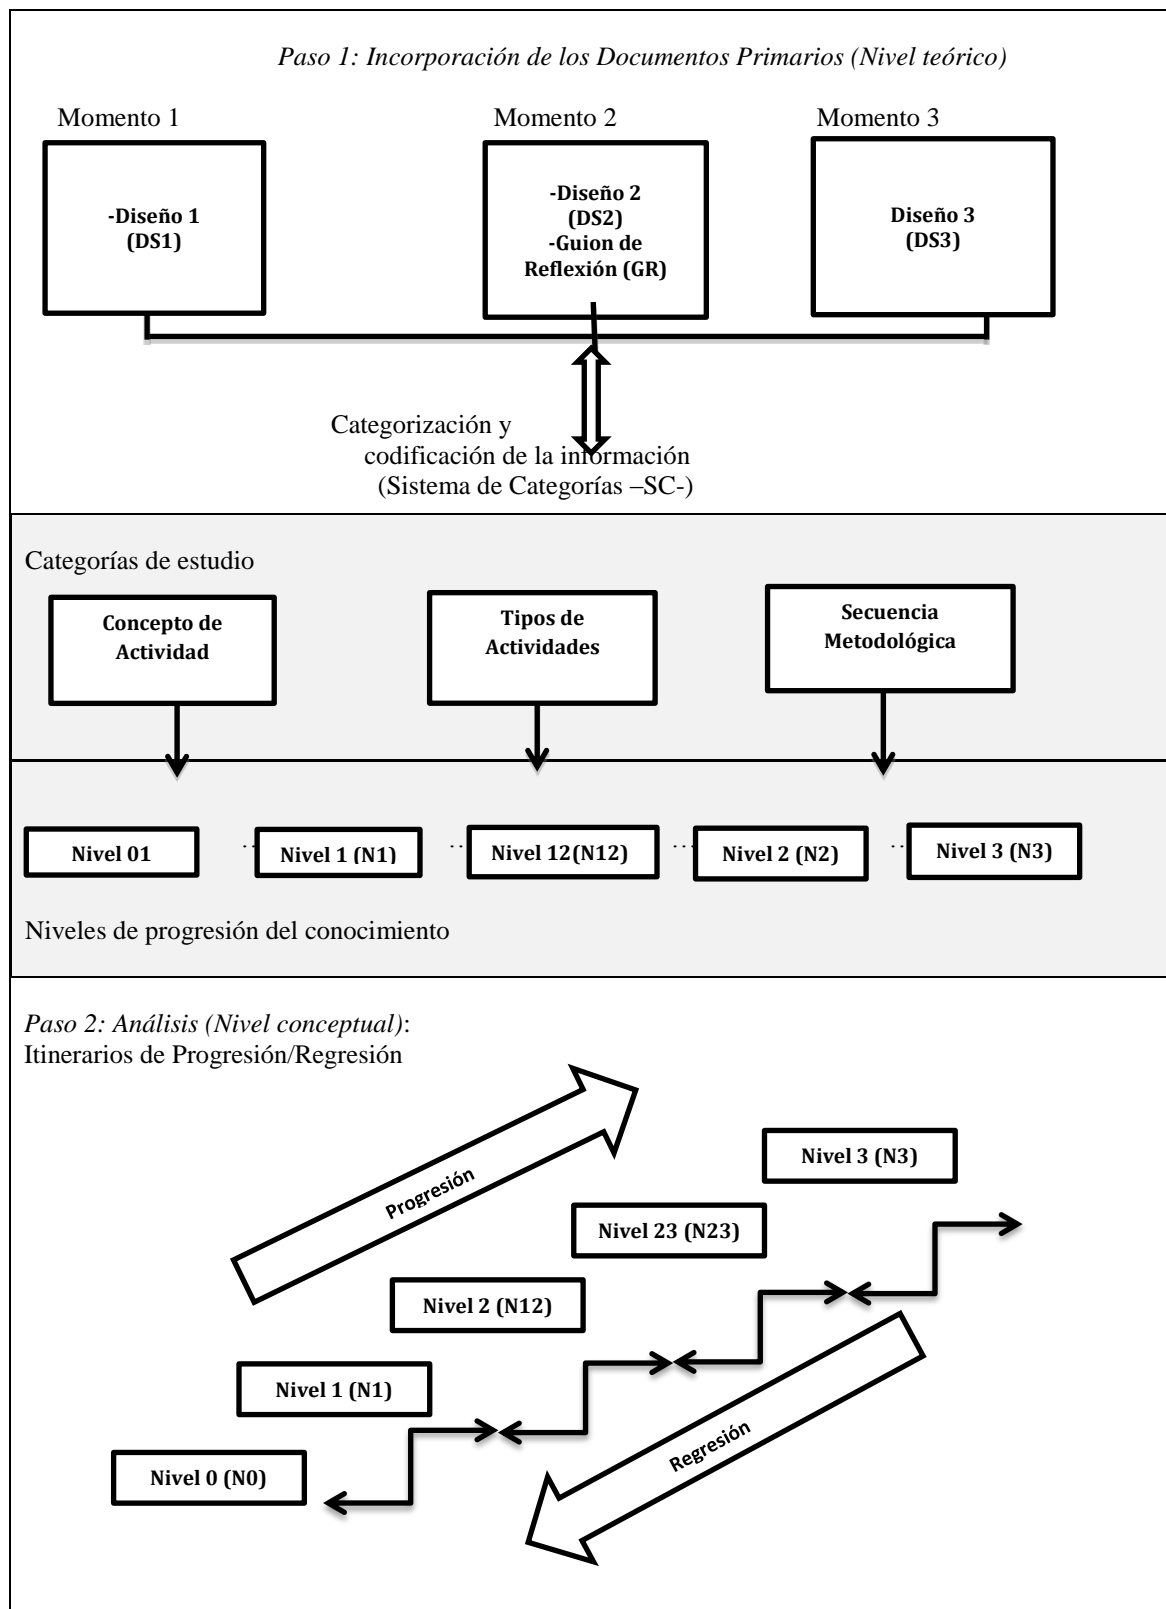 Paso 1: Incorporación de los Documentos Primarios (Nivel teórico)
Momento 1
Momento 2
Momento 3
-Diseño 1
(DS1)
-Diseño 2
(DS2)
-Guion de
Reflexión (GR)
Diseño 3
(DS3)
Categorización y
codificación de la información
(Sistema de Categorías –SC-)
Categorías de estudio
Concepto de
Actividad
Tipos de
Actividades
Secuencia
Metodológica
Nivel 01
Nivel 1 (N1)
Nivel 12(N12)
Nivel 2 (N2)
Nivel 3 (N3)
Niveles de progresión del conocimiento
Paso 2: Análisis (Nivel conceptual):
Itinerarios de Progresión/Regresión
Progresión
Nivel 3 (N3)
Nivel 23 (N23)
Nivel 2 (N12)
Nivel 1 (N1)
Regresión
Nivel 0 (N0)